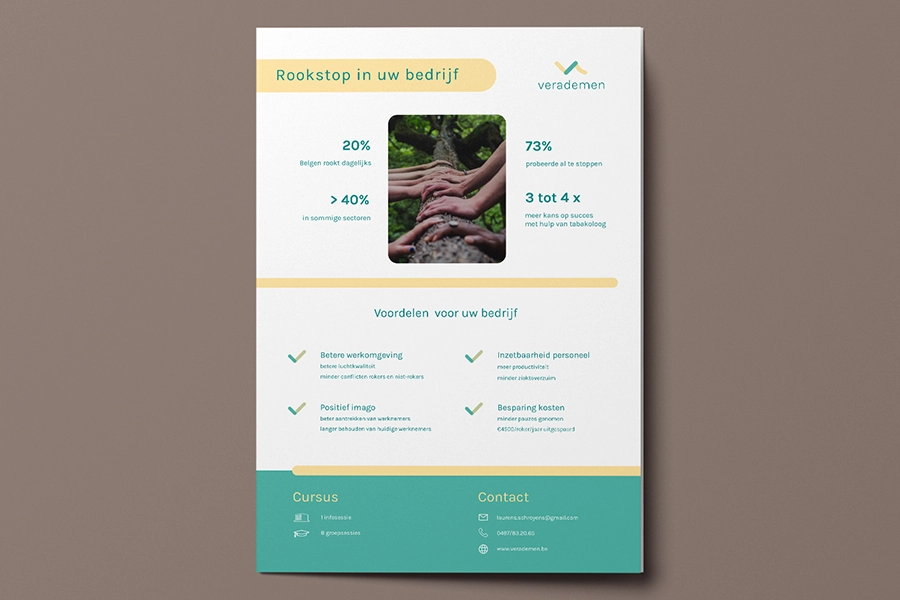 Rookstop in uw bedrijf
verademen
20%
Belgen rookt dagelijks
> 40%
in sommige sectoren
73%
probeerde al te stoppen
3 tot 4 x
meer kans op succes
met hulp van tabakoloog
Voordelen voor uw bedrijf
Betere werkomgeving
betere luchtkwaliteit
minder conflicten rokers en niet-rokers
Inzetbaarheid personeel
meer productiviteit
minder ziekteverzuim
Positief imago
beter aantrekken van werknemers
langer behouden van huidige werknemers
Besparing kosten
minder pauzes genomen
€4500/roker/jaar uitgespaard
Cursus
1 infosessie
8 groepsessies
Contact
laurens.schroyens@gmail.com
0487/83.20.65
www.verademen.be